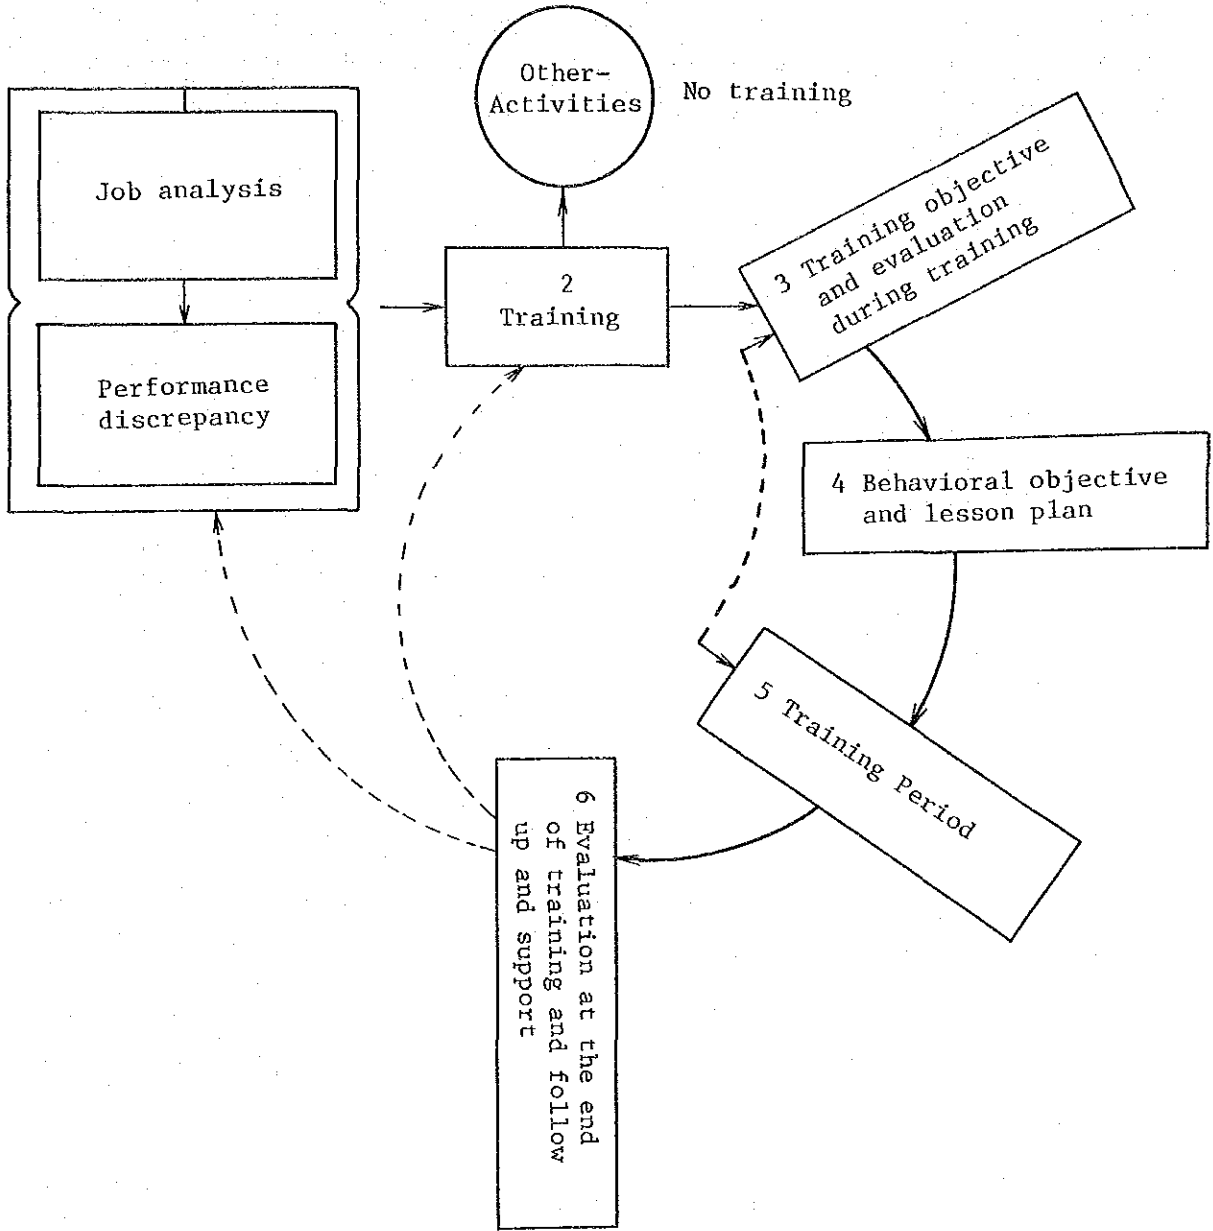 Other-
Activities
No training
Job analysis
Performance
discrepancy
2
Training
3 Training objective
and evaluation
during training
4 Behavioral objective
and lesson plan
5 Training Period
6 Evaluation at the end
of training and follow
up and support